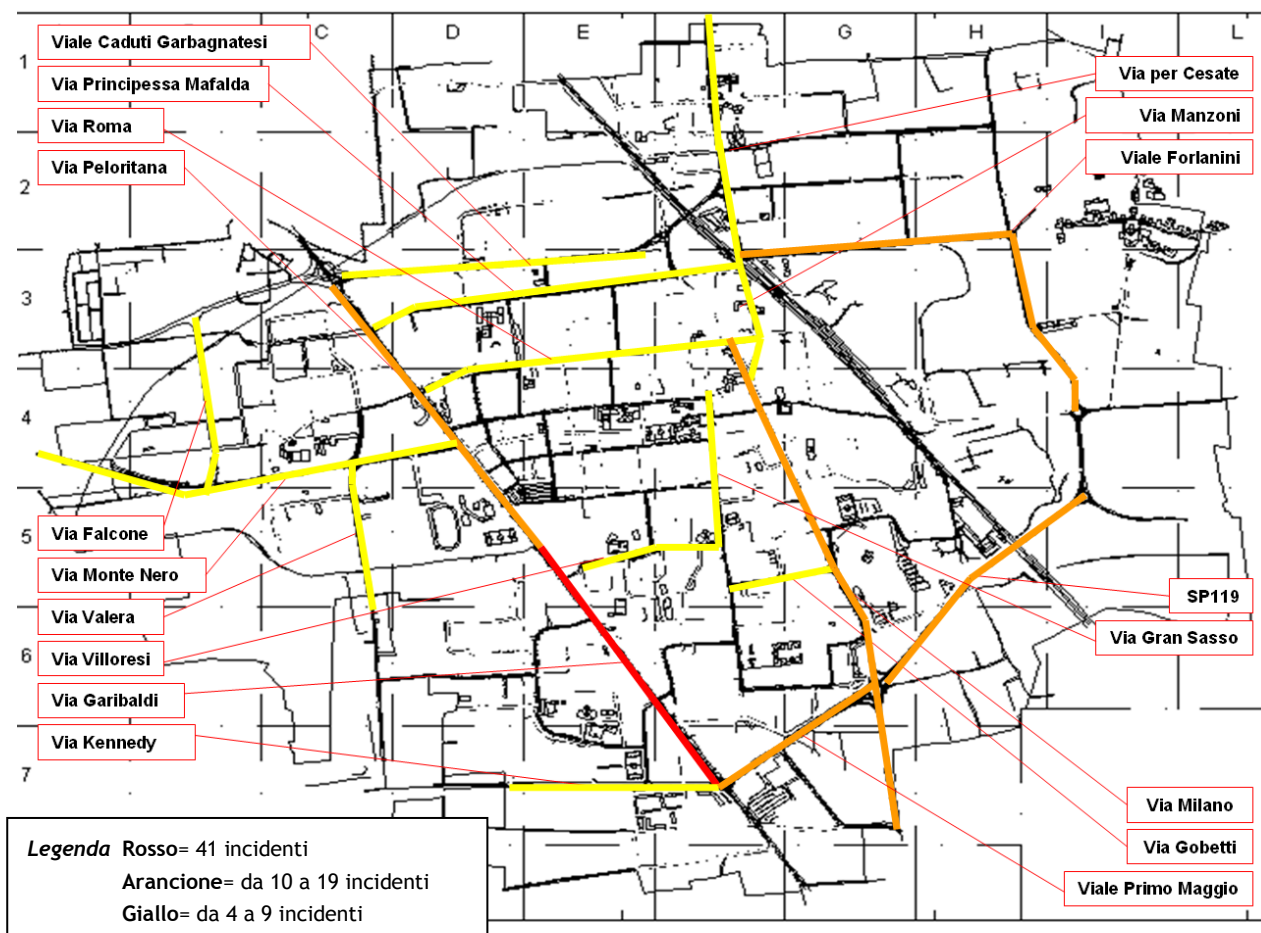 C
D
E
G
H
I
L
1
2
3
4
5
6
7
Viale Caduti Garbagnatesi
Via Principessa Mafalda
Via Roma
Via Peloritana
Via per Cesate
Via Manzoni
Viale Forlanini
Via Falcone
Via Monte Nero
Via Valera
Via Villoresi
Via Garibaldi
Via Kennedy
SP119
Via Gran Sasso
Via Milano
Via Gobetti
Viale Primo Maggio
Legenda Rosso= 41 incidenti
Arancione= da 10 a 19 incidenti
Giallo= da 4 a 9 incidenti